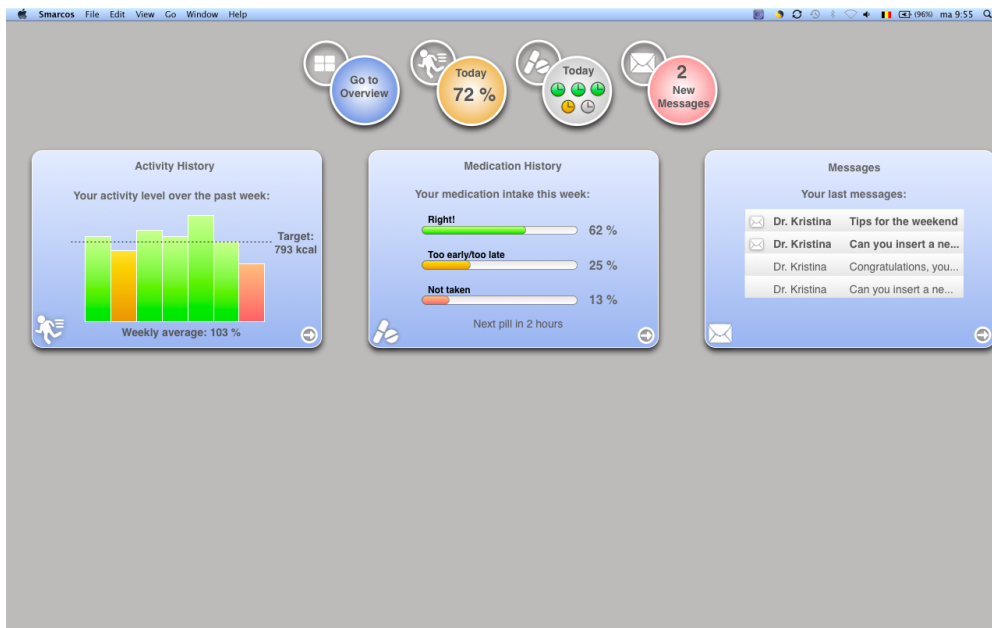 Smarcos File Edit View Go Window Help (96%) ma 9:55
Go to
Overview
Today
72 %
Today
2
New
Messages
Activity History
Your activity level over the past week:
Target:
793 kcal
Weekly average: 103 %
Medication History
Your medication intake this week:
Right!
62 %
Too early/too late
25 %
Not taken
13 %
Next pill in 2 hours
Messages
Your last messages:
Dr. Kristina Tips for the weekend
Dr. Kristina Can you insert a ne...
Dr. Kristina Congratulations, you...
Dr. Kristina Can you insert a ne...